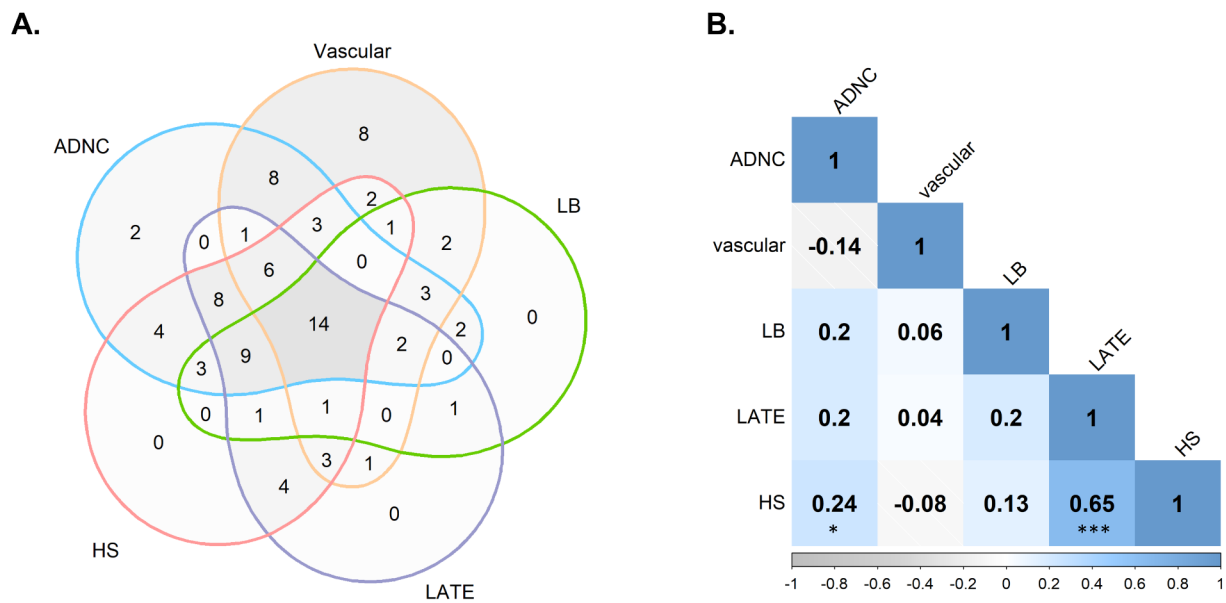 A.
B.
Vascular
ADNC
LB
HS
LATE
8
8
2
2
3
1
0
1
2
6
0
3
2
0
8
4
14
2
9
0
3
0
1
1
0
1
0
3
1
4
0
ADNC
vascular
LB
LATE
HS
ADNC 1
vascular -0.14 1
LB 0.2 0.06 1
LATE 0.2 0.04 0.2 1
HS 0.24 -0.08 0.13 0.65 1
* ***
-1 -0.8 -0.6 -0.4 -0.2 0 0.2 0.4 0.6 0.8 1